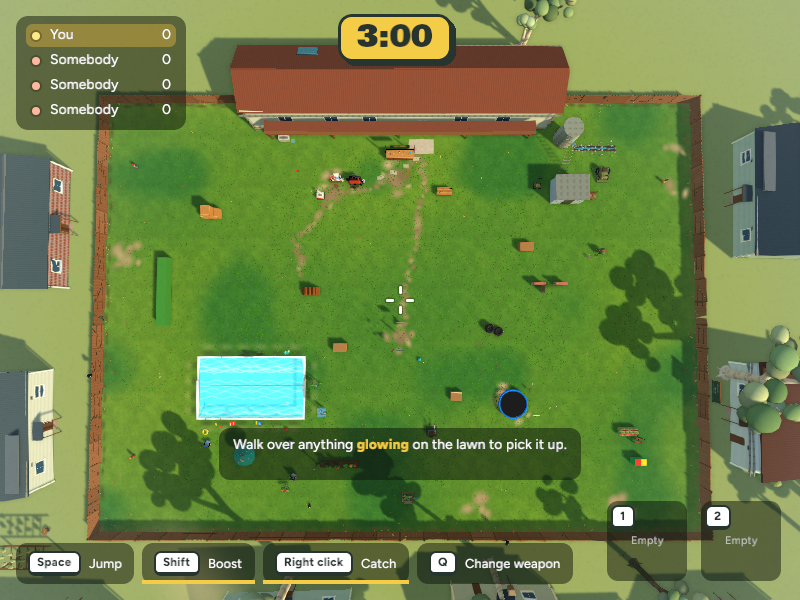 You 0
Somebody 0
Somebody 0
Somebody 0
3:00
Walk over anything glowing on the lawn to pick it up.
1
Empty
2
Empty
Space Jump
Shift Boost
Right click Catch
Q Change weapon